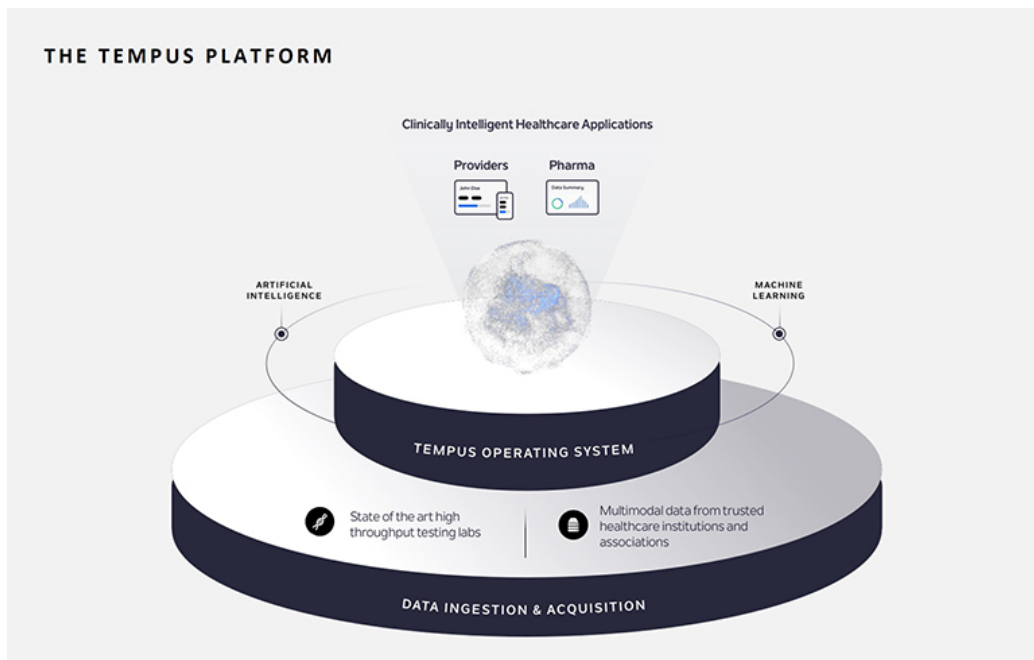 THE TEMPUS PLATFORM
Clinically Intelligent Healthcare Applications
Providers
Pharma
John Doe
Data Summary
ARTIFICIAL
INTELLIGENCE
MACHINE
LEARNING
TEMPUS OPERATING SYSTEM
State of the art high
throughput testing labs
Multimodal data from trusted
healthcare institutions and
associations
DATA INGESTION & ACQUISITION